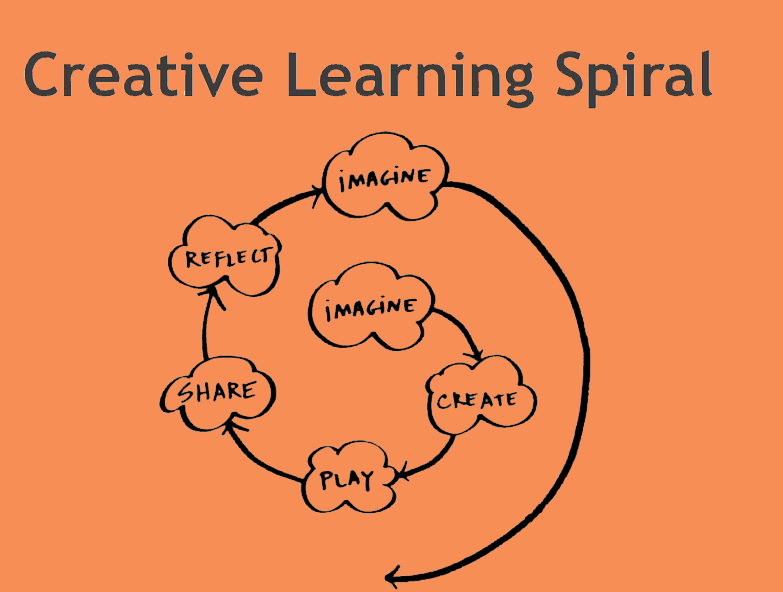 Creative Learning Spiral
iMAGiNE
CREATE
PLAY
SHARE
REFLECT
iMAGiNE